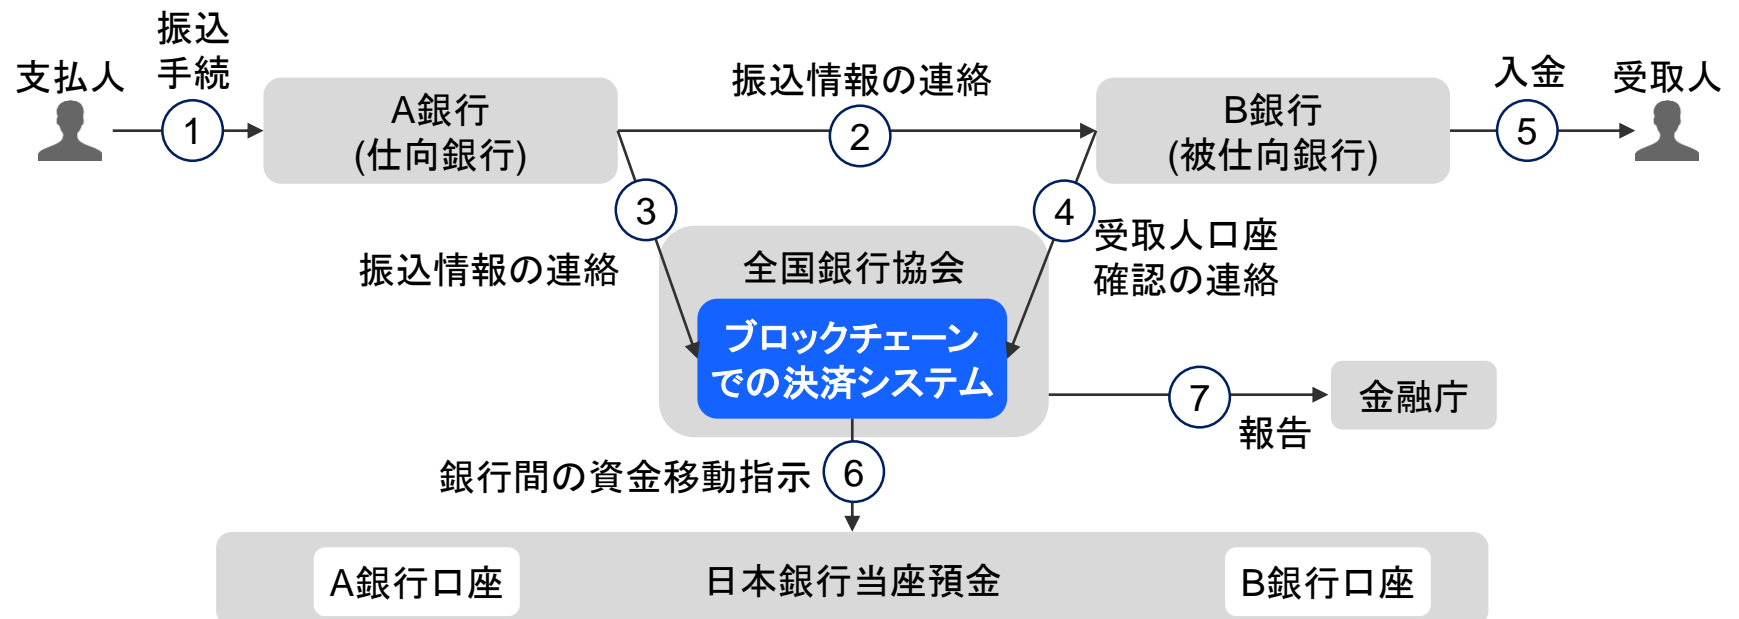 振込
手続
支払人
1
A銀行
(仕向銀行)
振込情報の連絡
2
B銀行
(被仕向銀行)
入金
5
受取人
3
振込情報の連絡
4
受取人口座
確認の連絡
全国銀行協会
ブロックチェーン
での決済システム
7
報告
金融庁
銀行間の資金移動指示
6
A銀行口座
日本銀行当座預金
B銀行口座